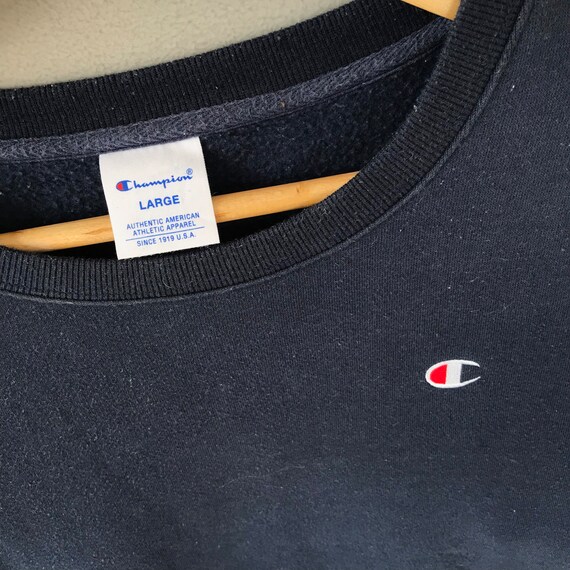 Champion®
LARGE
AUTHENTIC AMERICAN
ATHLETIC APPAREL
SINCE 1919 U.S.A.